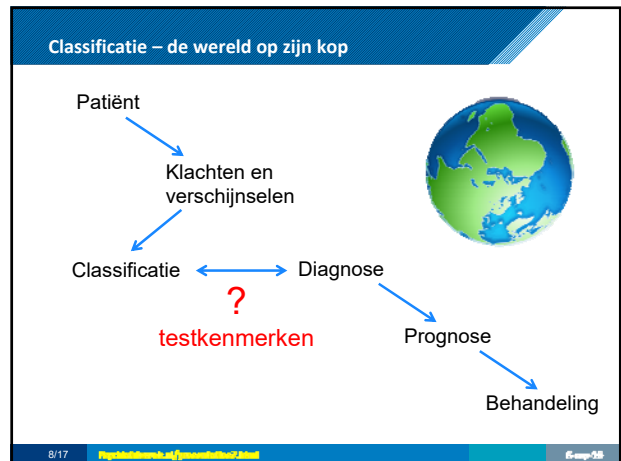 Classificatie – de wereld op zijn kop
Patiënt
Klachten en
verschijnselen
Classificatie
Diagnose
?
testkenmerken
Prognose
Behandeling
8/17